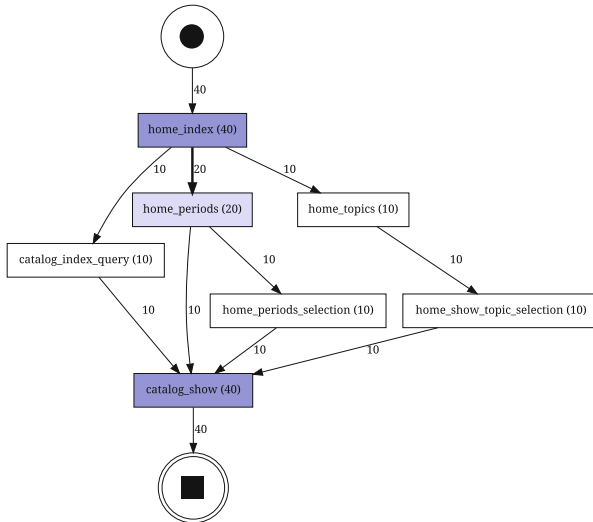 40
home_index (40)
10
20
10
home_periods (20)
home_topics (10)
catalog_index_query (10)
10
10
10
10
home_periods_selection (10)
home_show_topic_selection (10)
10
10
catalog_show (40)
40